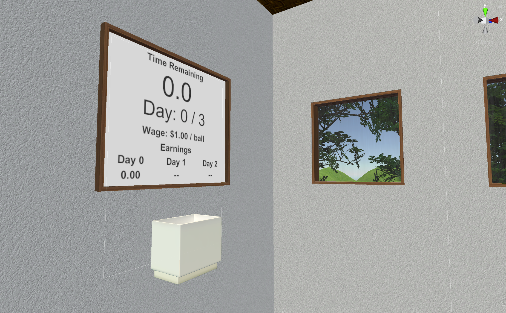 Time Remaining
0.0
Day: 0 / 3
Wage: $1.00 / ball
Earnings
Day 0 Day 1 Day 2
0.00 -- --